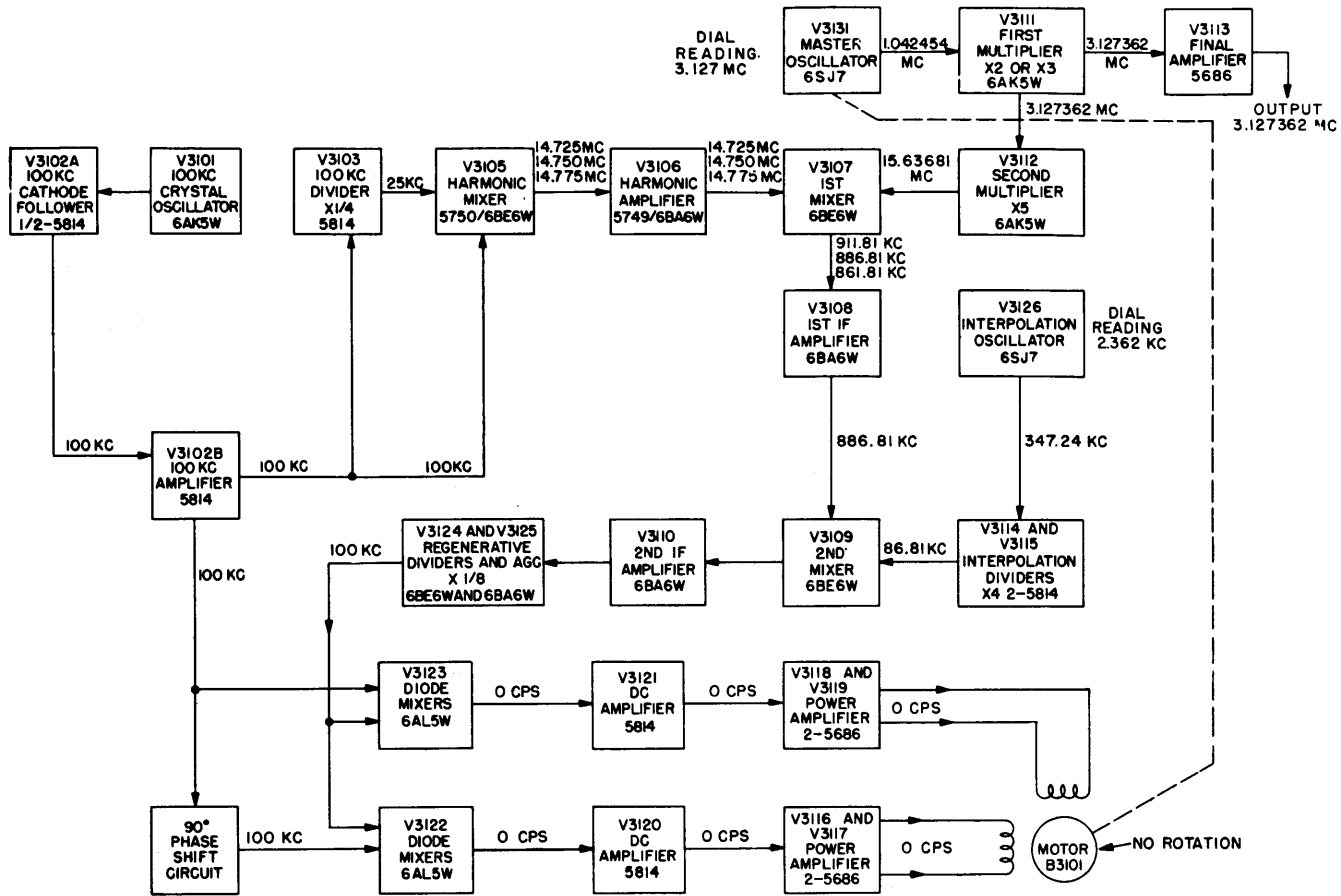 DIAL
READING.
3.127 MC
V3131
MASTER
OSCILLATOR
6SJ7
1.042454
MC
V3111
FIRST
MULTIPLIER
X2 OR X3
6AK5W
3.127362
MC
V3113
FINAL
AMPLIFIER
5686
OUTPUT
3.127362 MC
3.127362 MC
V3102A
100 KC
CATHODE
FOLLOWER
1/2-5814
V3101
100KC
CRYSTAL
OSCILLATOR
6AK5W
V3103
100 KC
DIVIDER
X1/4
5814
25KC
V3105
HARMONIC
MIXER
5750/6BE6W
14.725MC
14.750 MC
14.775MC
V3106
HARMONIC
AMPLIFIER
5749/6BA6W
14.725MC
14.750 MC
14.775 MC
V3107
1ST
MIXER
6BE6W
15.63681
MC
V3112
SECOND
MULTIPLIER
X5
6AK5W
911.81 KC
886.81 KC
861.81 KC
V3108
1ST IF
AMPLIFIER
6BA6W
V3126
INTERPOLATION
OSCILLATOR
6SJ7
DIAL
READING
2.362 KC
886.81 KC
347.24 KC
100 KC
V3102B
100 KC
AMPLIFIER
5814
100 KC
100KC
100 KC
100 KC
V3124 AND V3125
REGENERATIVE
DIVIDERS AND AGC
X 1/8
6BE6W AND 6BA6W
V3110
2ND IF
AMPLIFIER
6BA6W
V3109
2ND
MIXER
6BE6W
86.81KC
V3114 AND
V3115
INTERPOLATION
DIVIDERS
X4 2-5814
V3123
DIODE
MIXERS
6AL5W
0 CPS
V3121
DC
AMPLIFIER
5814
0 CPS
V3118 AND
V3119
POWER
AMPLIFIER
2-5686
0 CPS
90°
PHASE
SHIFT
CIRCUIT
100 KC
V3122
DIODE
MIXERS
6AL5W
0 CPS
V3120
DC
AMPLIFIER
5814
0 CPS
V3116 AND
V3117
POWER
AMPLIFIER
2-5686
0 CPS
MOTOR
B3101
NO ROTATION